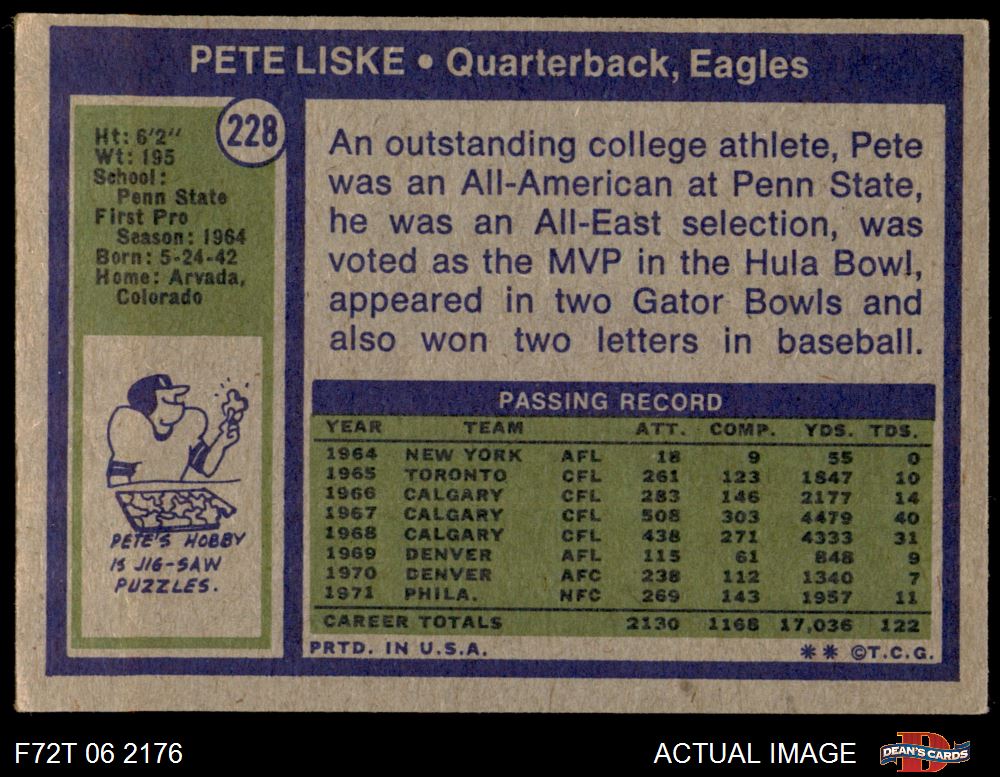 PETE LISKE • Quarterback, Eagles
228
Ht: 6'2"
Wt: 195
School:
Penn State
First Pro
Season: 1964
Born: 5-24-42
Home: Arvada,
Colorado
An outstanding college athlete, Pete
was an All-American at Penn State,
he was an All-East selection, was
voted as the MVP in the Hula Bowl,
appeared in two Gator Bowls and
also won two letters in baseball.
PETE'S HOBBY
IS JIG-SAW
PUZZLES.
PASSING RECORD
YEAR TEAM ATT. COMP. YDS. TDS.
1964 NEW YORK AFL 18 9 55 0
1965 TORONTO CFL 261 123 1847 10
1966 CALGARY CFL 283 146 2177 14
1967 CALGARY CFL 508 303 4479 40
1968 CALGARY CFL 438 271 4333 31
1969 DENVER AFL 115 61 848 9
1970 DENVER AFC 238 112 1340 7
1971 PHILA. NFC 269 143 1957 11
CAREER TOTALS 2130 1168 17,036 122
PRTD. IN U.S.A. ** ©T.C.G.
F72T 06 2176 ACTUAL IMAGE D DEAN'S CARDS